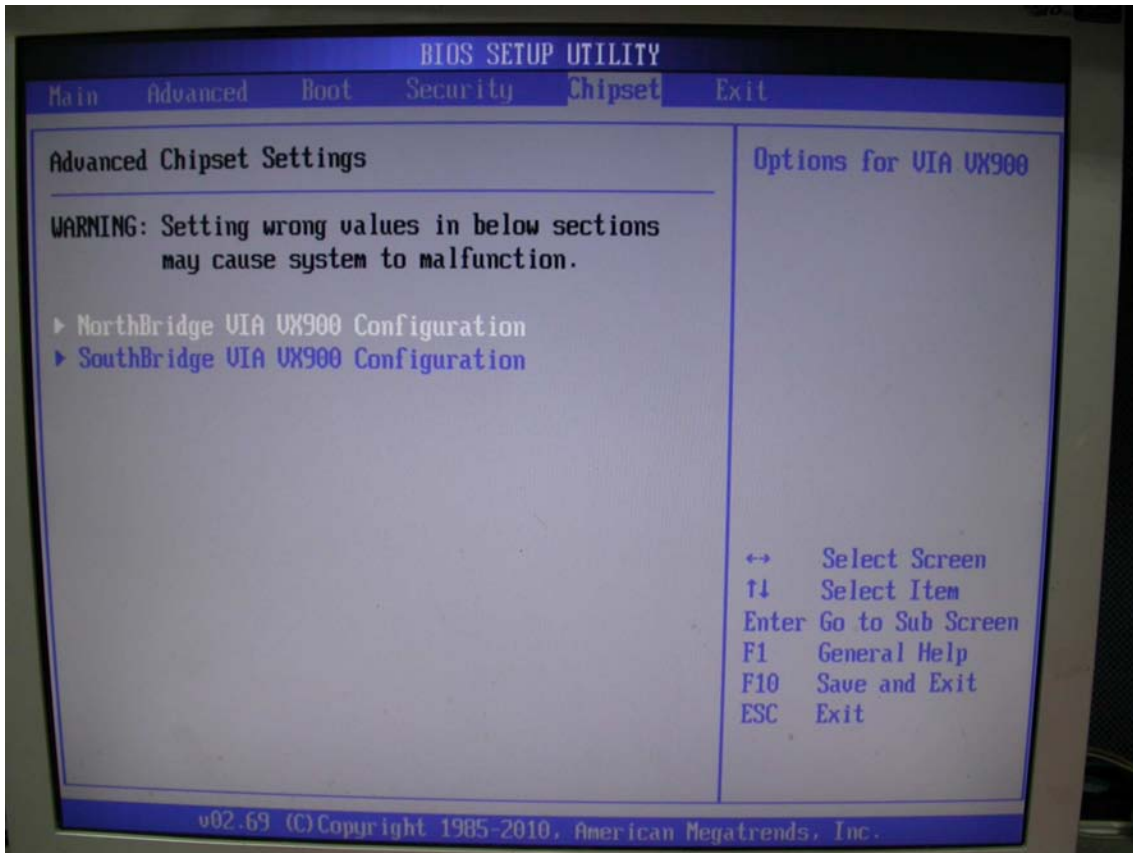 BIOS SETUP UTILITY
Main Advanced Boot Security Chipset Exit
Advanced Chipset Settings
WARNING: Setting wrong values in below sections
may cause system to malfunction.
▶ NorthBridge VIA VX900 Configuration
▶ SouthBridge VIA VX900 Configuration
Options for VIA VX900
↔ Select Screen
↑↓ Select Item
Enter Go to Sub Screen
F1 General Help
F10 Save and Exit
ESC Exit
v02.69 (C)Copyright 1985-2010, American Megatrends, Inc.